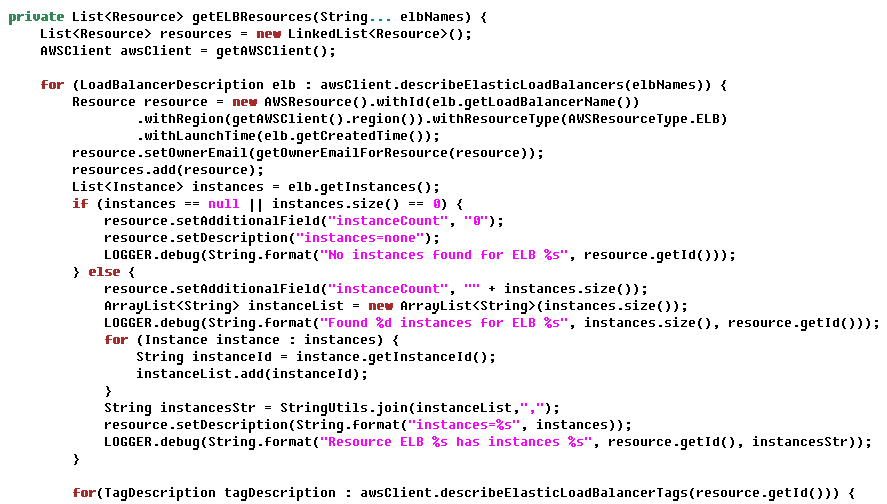 private List<Resource> getELBResources(String... elbNames) {
    List<Resource> resources = new LinkedList<Resource>();
    AWSClient awsClient = getAWSClient();

    for (LoadBalancerDescription elb : awsClient.describeElasticLoadBalancers(elbNames)) {
        Resource resource = new AWSResource().withId(elb.getLoadBalancerName())
                .withRegion(getAWSClient().region()).withResourceType(AWSResourceType.ELB)
                .withLaunchTime(elb.getCreatedTime());
        resource.setOwnerEmail(getOwnerEmailForResource(resource));
        resources.add(resource);
        List<Instance> instances = elb.getInstances();
        if (instances == null || instances.size() == 0) {
            resource.setAdditionalField("instanceCount", "0");
            resource.setDescription("instances=none");
            LOGGER.debug(String.format("No instances found for ELB %s", resource.getId()));
        } else {
            resource.setAdditionalField("instanceCount", "" + instances.size());
            ArrayList<String> instanceList = new ArrayList<String>(instances.size());
            LOGGER.debug(String.format("Found %d instances for ELB %s", instances.size(), resource.getId()));
            for (Instance instance : instances) {
                String instanceId = instance.getInstanceId();
                instanceList.add(instanceId);
            }
            String instancesStr = StringUtils.join(instanceList,",");
            resource.setDescription(String.format("instances=%s", instances));
            LOGGER.debug(String.format("Resource ELB %s has instances %s", resource.getId(), instancesStr));
        }

        for(TagDescription tagDescription : awsClient.describeElasticLoadBalancerTags(resource.getId())) {